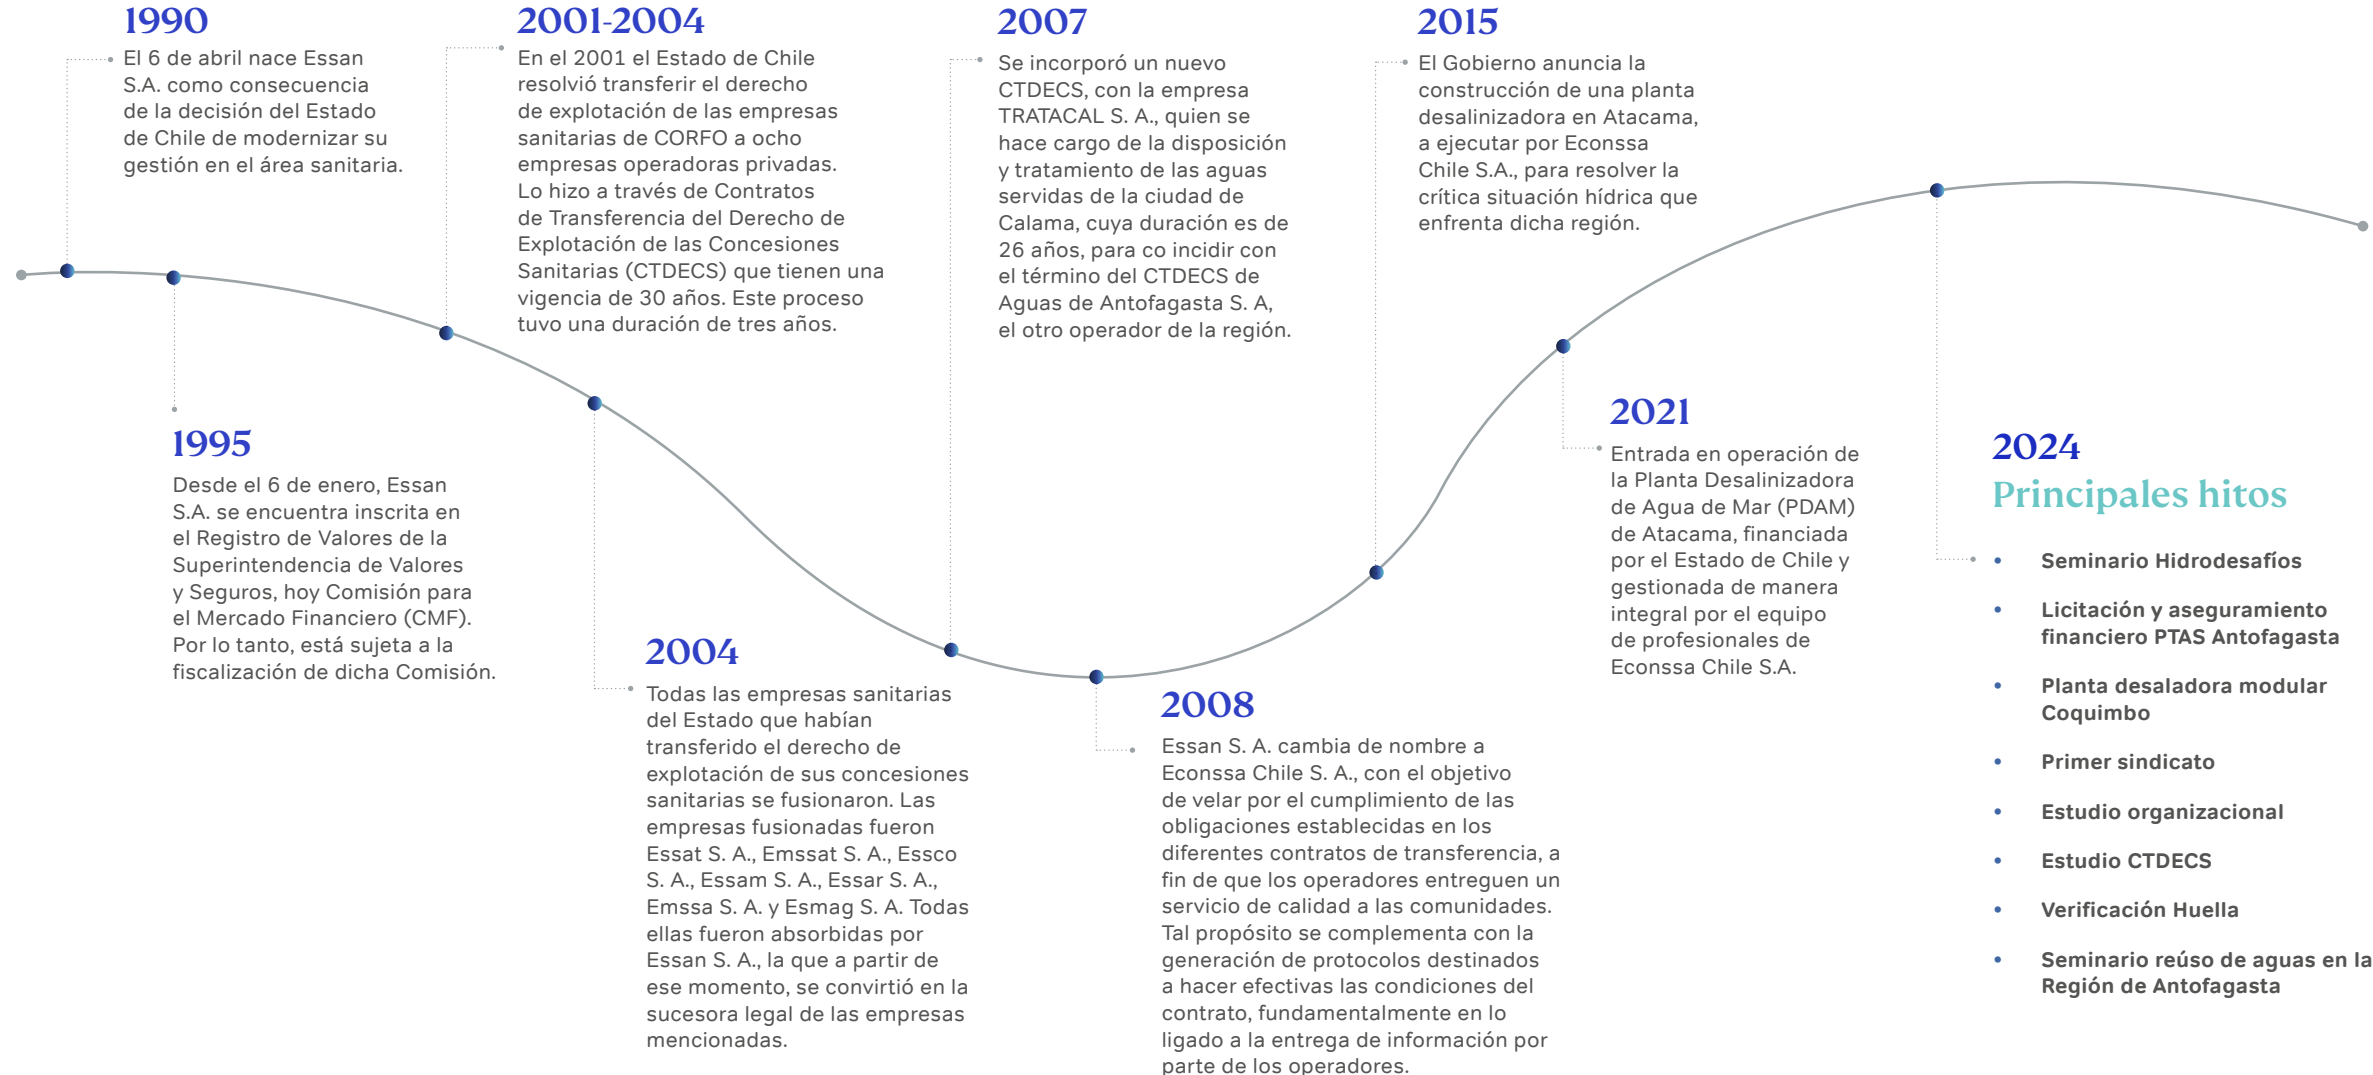 1990
El 6 de abril nace Essan
S.A. como consecuencia
de la decisión del Estado
de Chile de modernizar su
gestión en el área sanitaria.
1995
Desde el 6 de enero, Essan
S.A. se encuentra inscrita en
el Registro de Valores de la
Superintendencia de Valores
y Seguros, hoy Comisión para
el Mercado Financiero (CMF).
Por lo tanto, está sujeta a la
fiscalización de dicha Comisión.
2001-2004
En el 2001 el Estado de Chile
resolvió transferir el derecho
de explotación de las empresas
sanitarias de CORFO a ocho
empresas operadoras privadas.
Lo hizo a través de Contratos
de Transferencia del Derecho de
Explotación de las Concesiones
Sanitarias (CTDECS) que tienen una
vigencia de 30 años. Este proceso
tuvo una duración de tres años.
2004
Todas las empresas sanitarias
del Estado que habían
transferido el derecho de
explotación de sus concesiones
sanitarias se fusionaron. Las
empresas fusionadas fueron
Essat S. A., Emssat S. A., Essco
S. A., Essam S. A., Essar S. A.,
Emssa S. A. y Esmag S. A. Todas
ellas fueron absorbidas por
Essan S. A., la que a partir de
ese momento, se convirtió en la
sucesora legal de las empresas
mencionadas.
2007
Se incorporó un nuevo
CTDECS, con la empresa
TRATACAL S. A., quien se
hace cargo de la disposición
y tratamiento de las aguas
servidas de la ciudad de
Calama, cuya duración es de
26 años, para co incidir con
el término del CTDECS de
Aguas de Antofagasta S. A,
el otro operador de la región.
2008
Essan S. A. cambia de nombre a
Econssa Chile S. A., con el objetivo
de velar por el cumplimiento de las
obligaciones establecidas en los
diferentes contratos de transferencia, a
fin de que los operadores entreguen un
servicio de calidad a las comunidades.
Tal propósito se complementa con la
generación de protocolos destinados
a hacer efectivas las condiciones del
contrato, fundamentalmente en lo
ligado a la entrega de información por
parte de los operadores.
2015
El Gobierno anuncia la
construcción de una planta
desalinizadora en Atacama,
a ejecutar por Econssa
Chile S.A., para resolver la
crítica situación hídrica que
enfrenta dicha región.
2021
Entrada en operación de
la Planta Desalinizadora
de Agua de Mar (PDAM)
de Atacama, financiada
por el Estado de Chile y
gestionada de manera
integral por el equipo
de profesionales de
Econssa Chile S.A.
2024
Principales hitos
• Seminario Hidrodesafíos
• Licitación y aseguramiento
financiero PTAS Antofagasta
• Planta desaladora modular
Coquimbo
• Primer sindicato
• Estudio organizacional
• Estudio CTDECS
• Verificación Huella
• Seminario reúso de aguas en la
Región de Antofagasta